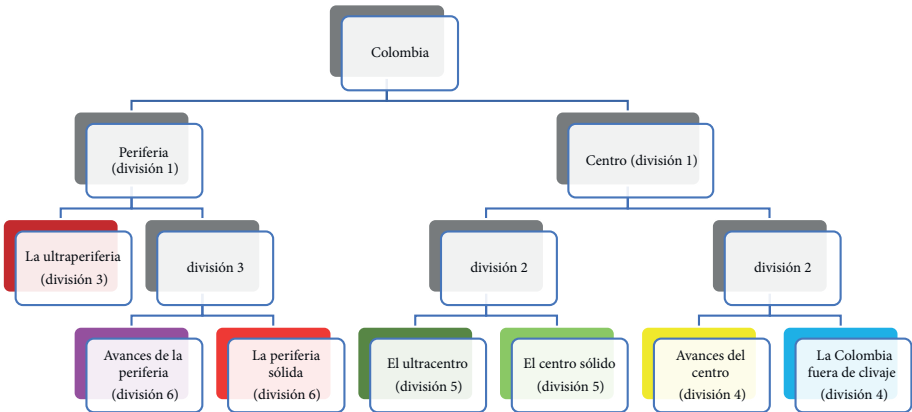 Colombia
Periferia
(división 1)
Centro (división 1)
La ultraperiferia
(división 3)
división 3
división 2
división 2
Avances de la
periferia
(división 6)
La periferia
sólida
(división 6)
El ultracentro
(división 5)
El centro sólido
(división 5)
Avances del
centro
(división 4)
La Colombia
fuera de clivaje
(división 4)